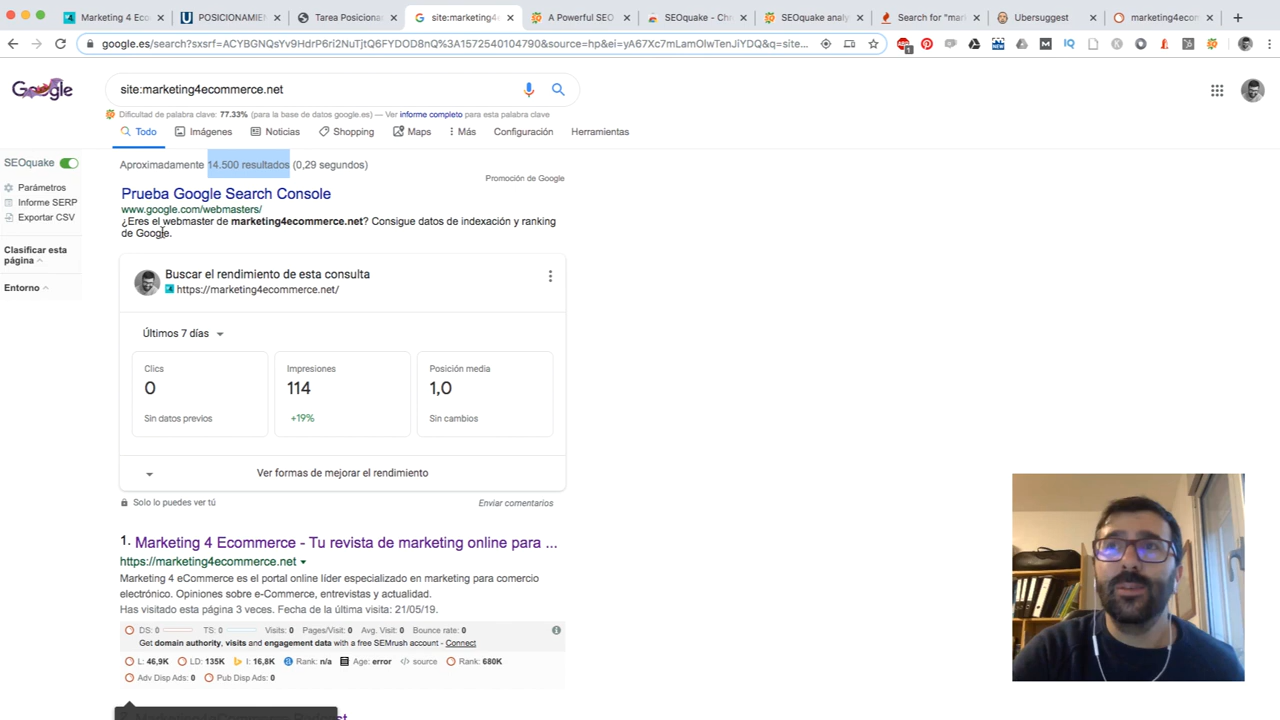 Marketing 4 Eco
POSICIONAMIE
Tarea Posicionar
site:marketing4
A Powerful SEO
SEOquake - Chr
SEOquake analy
Search for "mar
Ubersuggest
marketing4ecom
google.es/search?sxsrf=ACYBGNQsYv9HdrP6ri2NuTjtQ6FYDOD8nQ%3A1572540104790&source=hp&ei=yA67Xc7mLamOlwTenJiYDQ&q=site...
Google
site:marketing4ecommerce.net
Dificultad de palabra clave: 77.33% (para la base de datos google.es) — Ver informe completo para esta palabra clave
Todo Imágenes Noticias Shopping Maps Más Configuración Herramientas
SEOquake
Parámetros
Informe SERP
Exportar CSV
Clasificar esta
página
Entorno
Aproximadamente 14.500 resultados (0,29 segundos)
Promoción de Google
Prueba Google Search Console
www.google.com/webmasters/
¿Eres el webmaster de marketing4ecommerce.net? Consigue datos de indexación y ranking
de Google.
Buscar el rendimiento de esta consulta
https://marketing4ecommerce.net/
Últimos 7 días
Clics
0
Sin datos previos
Impresiones
114
+19%
Posición media
1,0
Sin cambios
Ver formas de mejorar el rendimiento
Solo lo puedes ver tú
Enviar comentarios
1. Marketing 4 Ecommerce - Tu revista de marketing online para ...
https://marketing4ecommerce.net
Marketing 4 eCommerce es el portal online líder especializado en marketing para comercio
electrónico. Opiniones sobre e-Commerce, entrevistas y actualidad.
Has visitado esta página 3 veces. Fecha de la última visita: 21/05/19.
DS: 0 TS: 0 Visits: 0 Pages/Visit: 0 Avg. Visit: 0 Bounce rate: 0
Get domain authority, visits and engagement data with a free SEMrush account - Connect
L: 46,9K LD: 135K I: 16,8K Rank: n/a Age: error source Rank: 680K
Adv Disp Ads: 0 Pub Disp Ads: 0